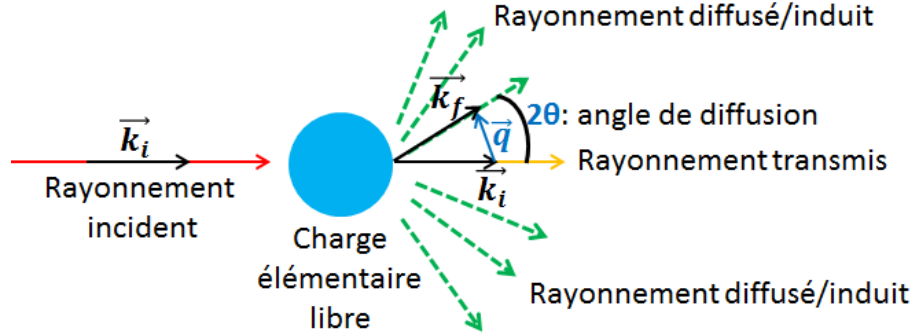 Rayonnement diffusé/induit
k_f
2θ: angle de diffusion
q
k_i
Rayonnement transmis
Rayonnement
incident
k_i
Charge
élémentaire
libre
Rayonnement diffusé/induit